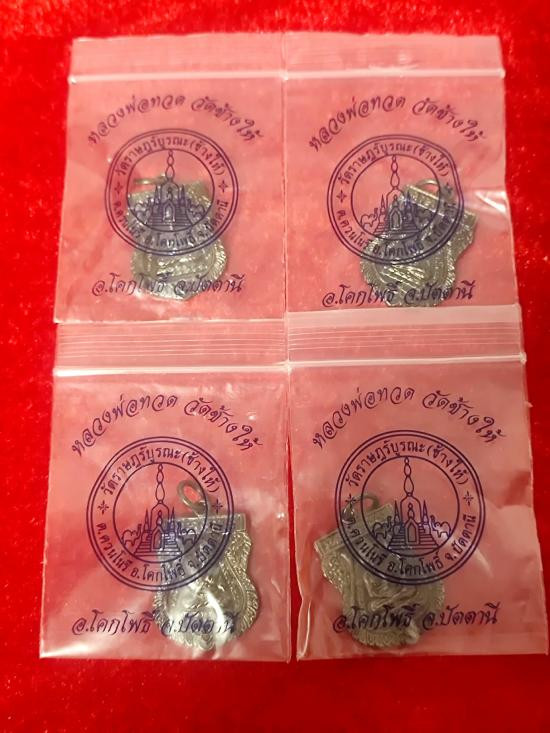 หลวงพ่อทวด วัดช้างให้
วัดราษฎร์บูรณะ(ช้างให้)
ต.ควนโนรี อ.โคกโพธิ์ จ.ปัตตานี
อ.โคกโพธิ์ จ.ปัตตานี
หลวงพ่อทวด วัดช้างให้
วัดราษฎร์บูรณะ(ช้างให้)
ต.ควนโนรี อ.โคกโพธิ์ จ.ปัตตานี
อ.โคกโพธิ์ จ.ปัตตานี
หลวงพ่อทวด วัดช้างให้
วัดราษฎร์บูรณะ(ช้างให้)
ต.ควนโนรี อ.โคกโพธิ์ จ.ปัตตานี
อ.โคกโพธิ์ จ.ปัตตานี
หลวงพ่อทวด วัดช้างให้
วัดราษฎร์บูรณะ(ช้างให้)
ต.ควนโนรี อ.โคกโพธิ์ จ.ปัตตานี
อ.โคกโพธิ์ จ.ปัตตานี